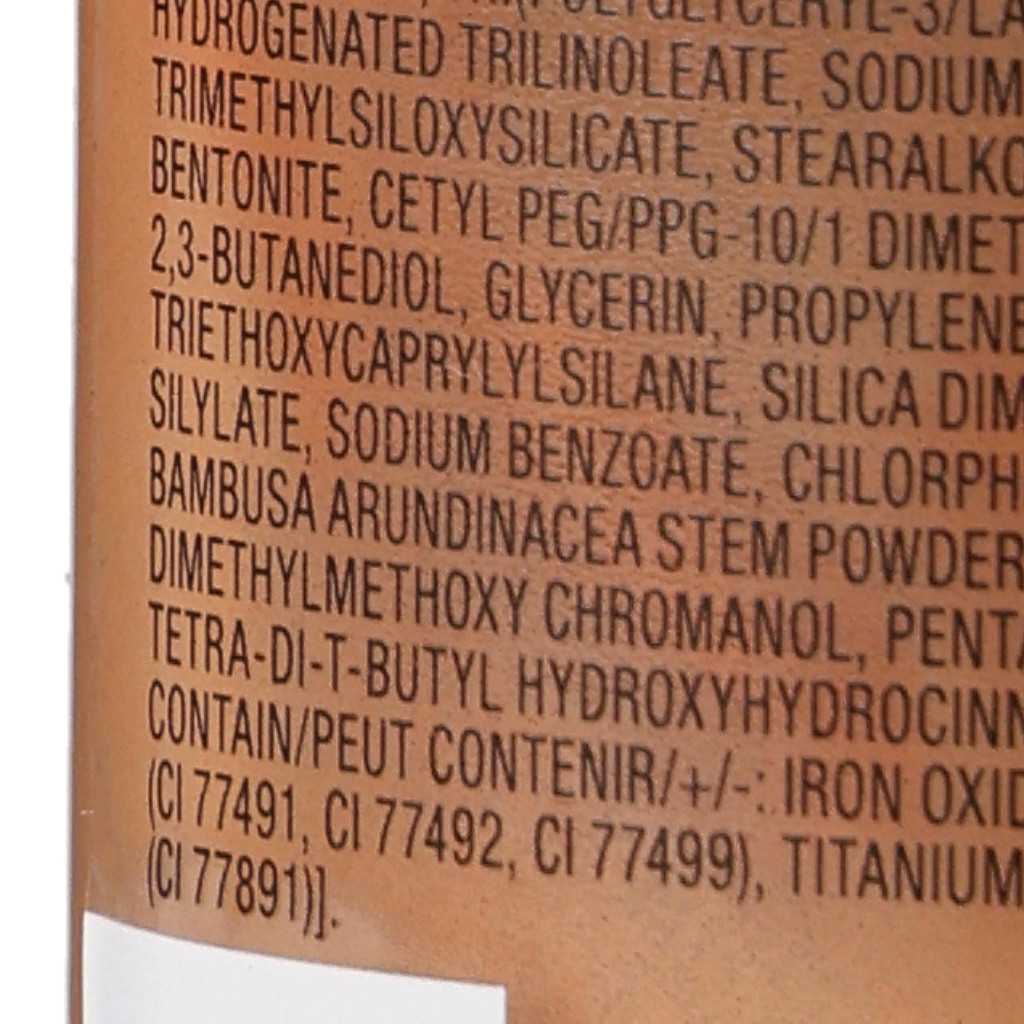 HYDROGENATED TRILINOLEATE, SODIUM
TRIMETHYLSILOXYSILICATE, STEARALKO
BENTONITE, CETYL PEG/PPG-10/1 DIMET
2,3-BUTANEDIOL, GLYCERIN, PROPYLENE
TRIETHOXYCAPRYLYLSILANE, SILICA DIM
SILYLATE, SODIUM BENZOATE, CHLORPH
BAMBUSA ARUNDINACEA STEM POWDER
DIMETHYLMETHOXY CHROMANOL, PENTA
TETRA-DI-T-BUTYL HYDROXYHYDROCINN
CONTAIN/PEUT CONTENIR/+/-: IRON OXID
(CI 77491, CI 77492, CI 77499), TITANIUM
(CI 77891)].